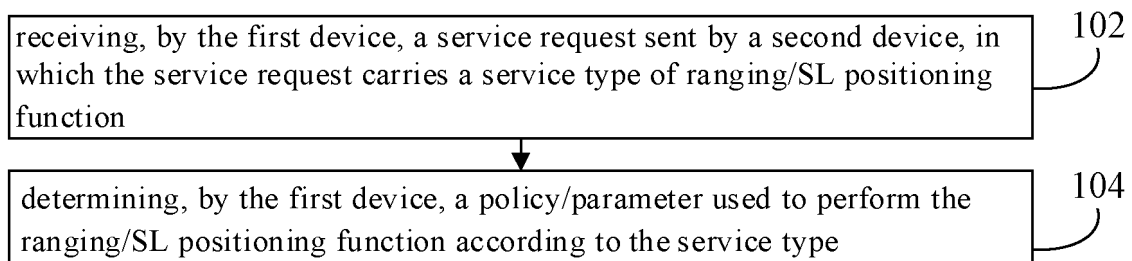 receiving, by the first device, a service request sent by a second device, in
which the service request carries a service type of ranging/SL positioning
function
102
determining, by the first device, a policy/parameter used to perform the
ranging/SL positioning function according to the service type
104